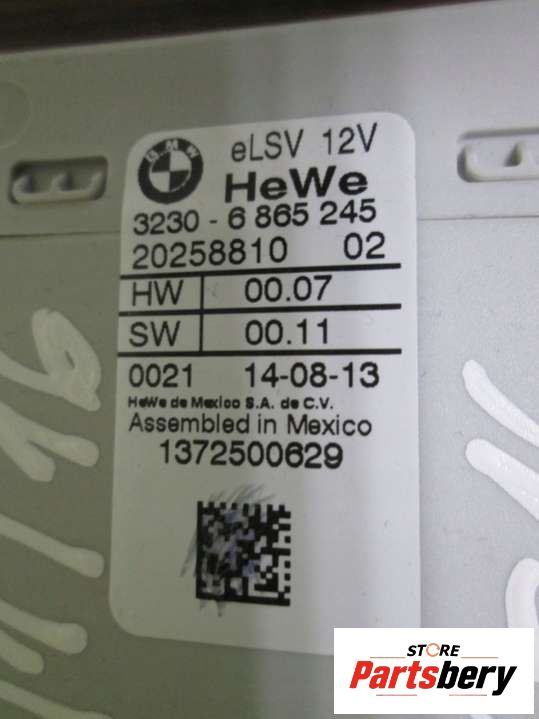 BMW
eLSV 12V
HeWe
3230 - 6 865 245
20258810 02
HW 00.07
SW 00.11
0021 14-08-13
HeWe de Mexico S.A. de C.V.
Assembled in Mexico
1372500629
STORE
Partsbery